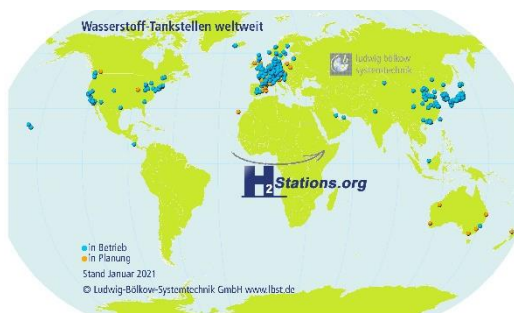 Wasserstoff-Tankstellen weltweit
ludwig bölkow
systemtechnik
H2Stations.org
in Betrieb
in Planung
Stand Januar 2021
© Ludwig-Bölkow-Systemtechnik GmbH www.lbst.de